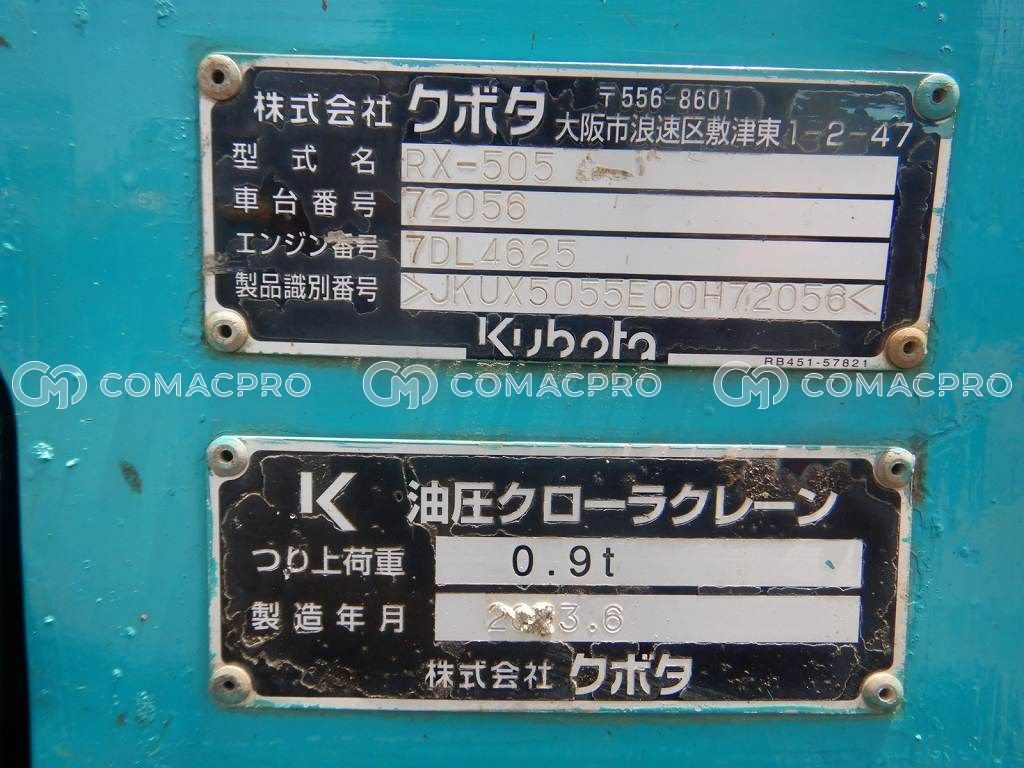 株式会社 クボタ 〒556-8601
大阪市浪速区敷津東1-2-47
型式名 RX-505
車台番号 72056
エンジン番号 7DL4625
製品識別番号 >JKUX5055E00H72056<
Kubota
RB451-57821
COMACPRO COMACPRO COMACPRO
K 油圧クローラクレーン
つり上荷重 0.9t
製造年月 2 3.6
株式会社 クボタ